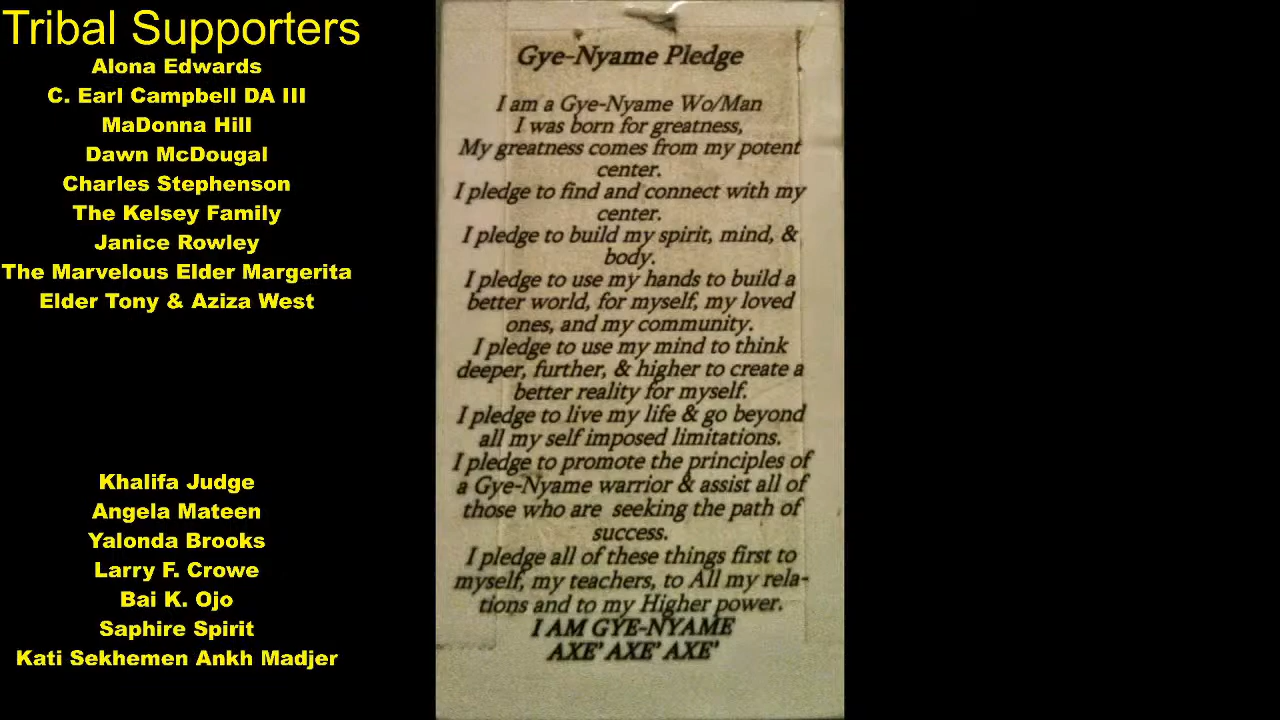 Tribal Supporters
Alona Edwards
C. Earl Campbell DA III
MaDonna Hill
Dawn McDougal
Charles Stephenson
The Kelsey Family
Janice Rowley
The Marvelous Elder Margerita
Elder Tony & Aziza West
Khalifa Judge
Angela Mateen
Yalonda Brooks
Larry F. Crowe
Bai K. Ojo
Saphire Spirit
Kati Sekhemen Ankh Madjer
Gye-Nyame Pledge
I am a Gye-Nyame Wo/Man
I was born for greatness,
My greatness comes from my potent
center.
I pledge to find and connect with my
center.
I pledge to build my spirit, mind, &
body.
I pledge to use my hands to build a
better world, for myself, my loved
ones, and my community.
I pledge to use my mind to think
deeper, further, & higher to create a
better reality for myself.
I pledge to live my life & go beyond
all my self imposed limitations.
I pledge to promote the principles of
a Gye-Nyame warrior & assist all of
those who are seeking the path of
success.
I pledge all of these things first to
myself, my teachers, to All my rela-
tions and to my Higher power.
I AM GYE-NYAME
AXE' AXE' AXE'